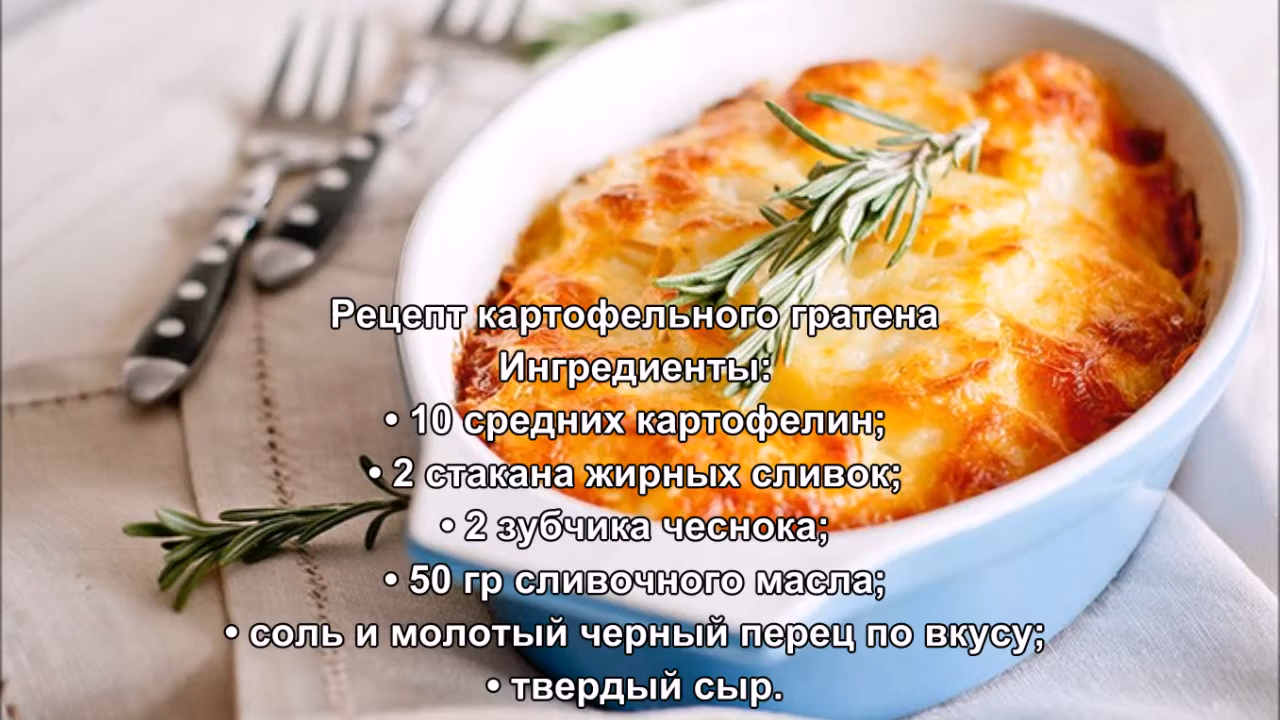 Рецепт картофельного гратена
Ингредиенты:
• 10 средних картофелин;
• 2 стакана жирных сливок;
• 2 зубчика чеснока;
• 50 гр сливочного масла;
• соль и молотый черный перец по вкусу;
• твердый сыр.